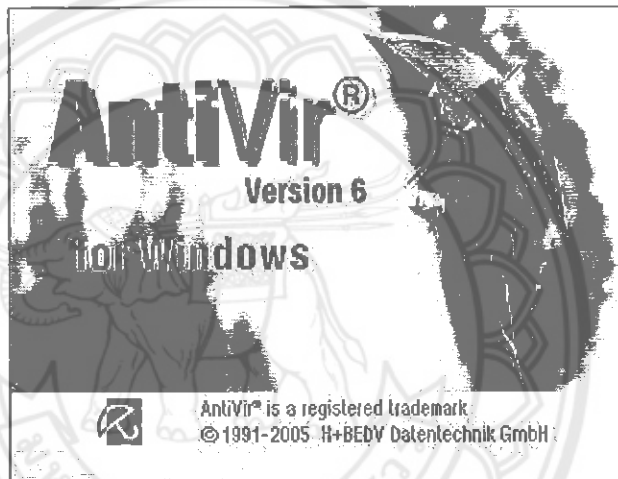 AntiVir®
Version 6
for Windows
AntiVir® is a registered trademark
© 1991-2005 H+BEDV Datentechnik GmbH